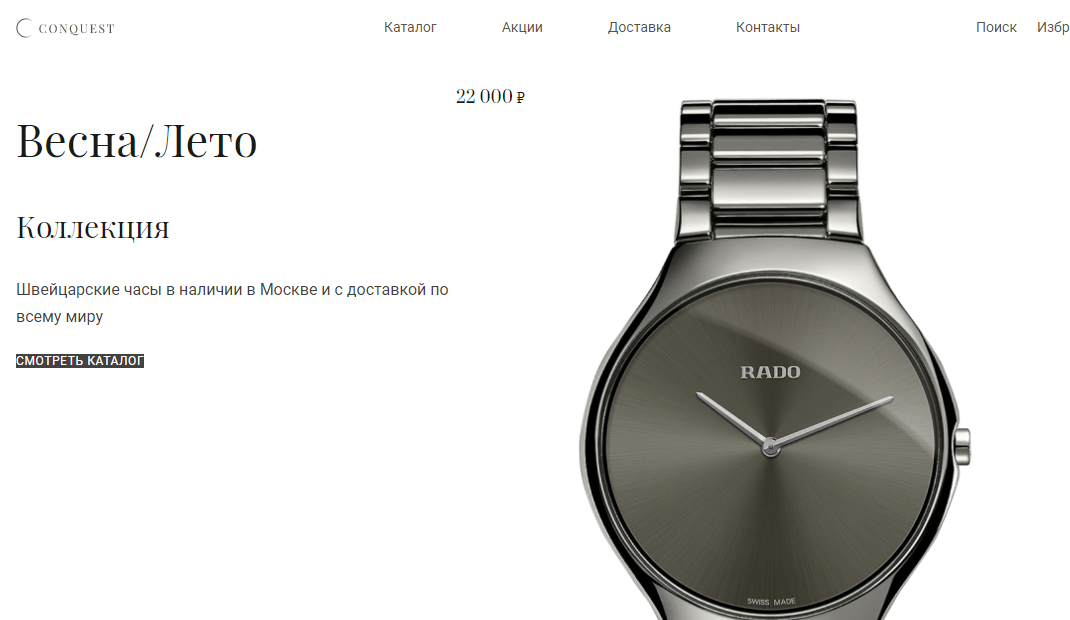 CONQUEST
Каталог
Акции
Доставка
Контакты
Поиск
Избр
22 000 ₽
Весна/Лето
Коллекция
Швейцарские часы в наличии в Москве и с доставкой по
всему миру
СМОТРЕТЬ КАТАЛОГ
RADO
SWISS MADE